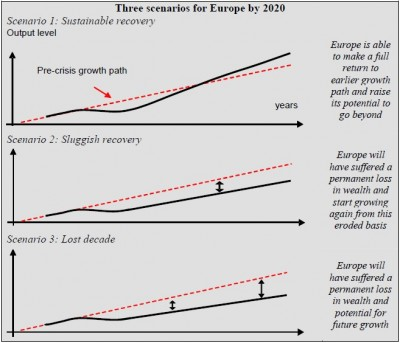 Three scenarios for Europe by 2020
Scenario 1: Sustainable recovery
Output level
Pre-crisis growth path
years
Europe is able
to make a full
return to
earlier growth
path and raise
its potential to
go beyond
Scenario 2: Sluggish recovery
Europe will
have suffered a
permanent loss
in wealth and
start growing
again from this
eroded basis
Scenario 3: Lost decade
Europe will
have suffered a
permanent loss
in wealth and
potential for
future growth